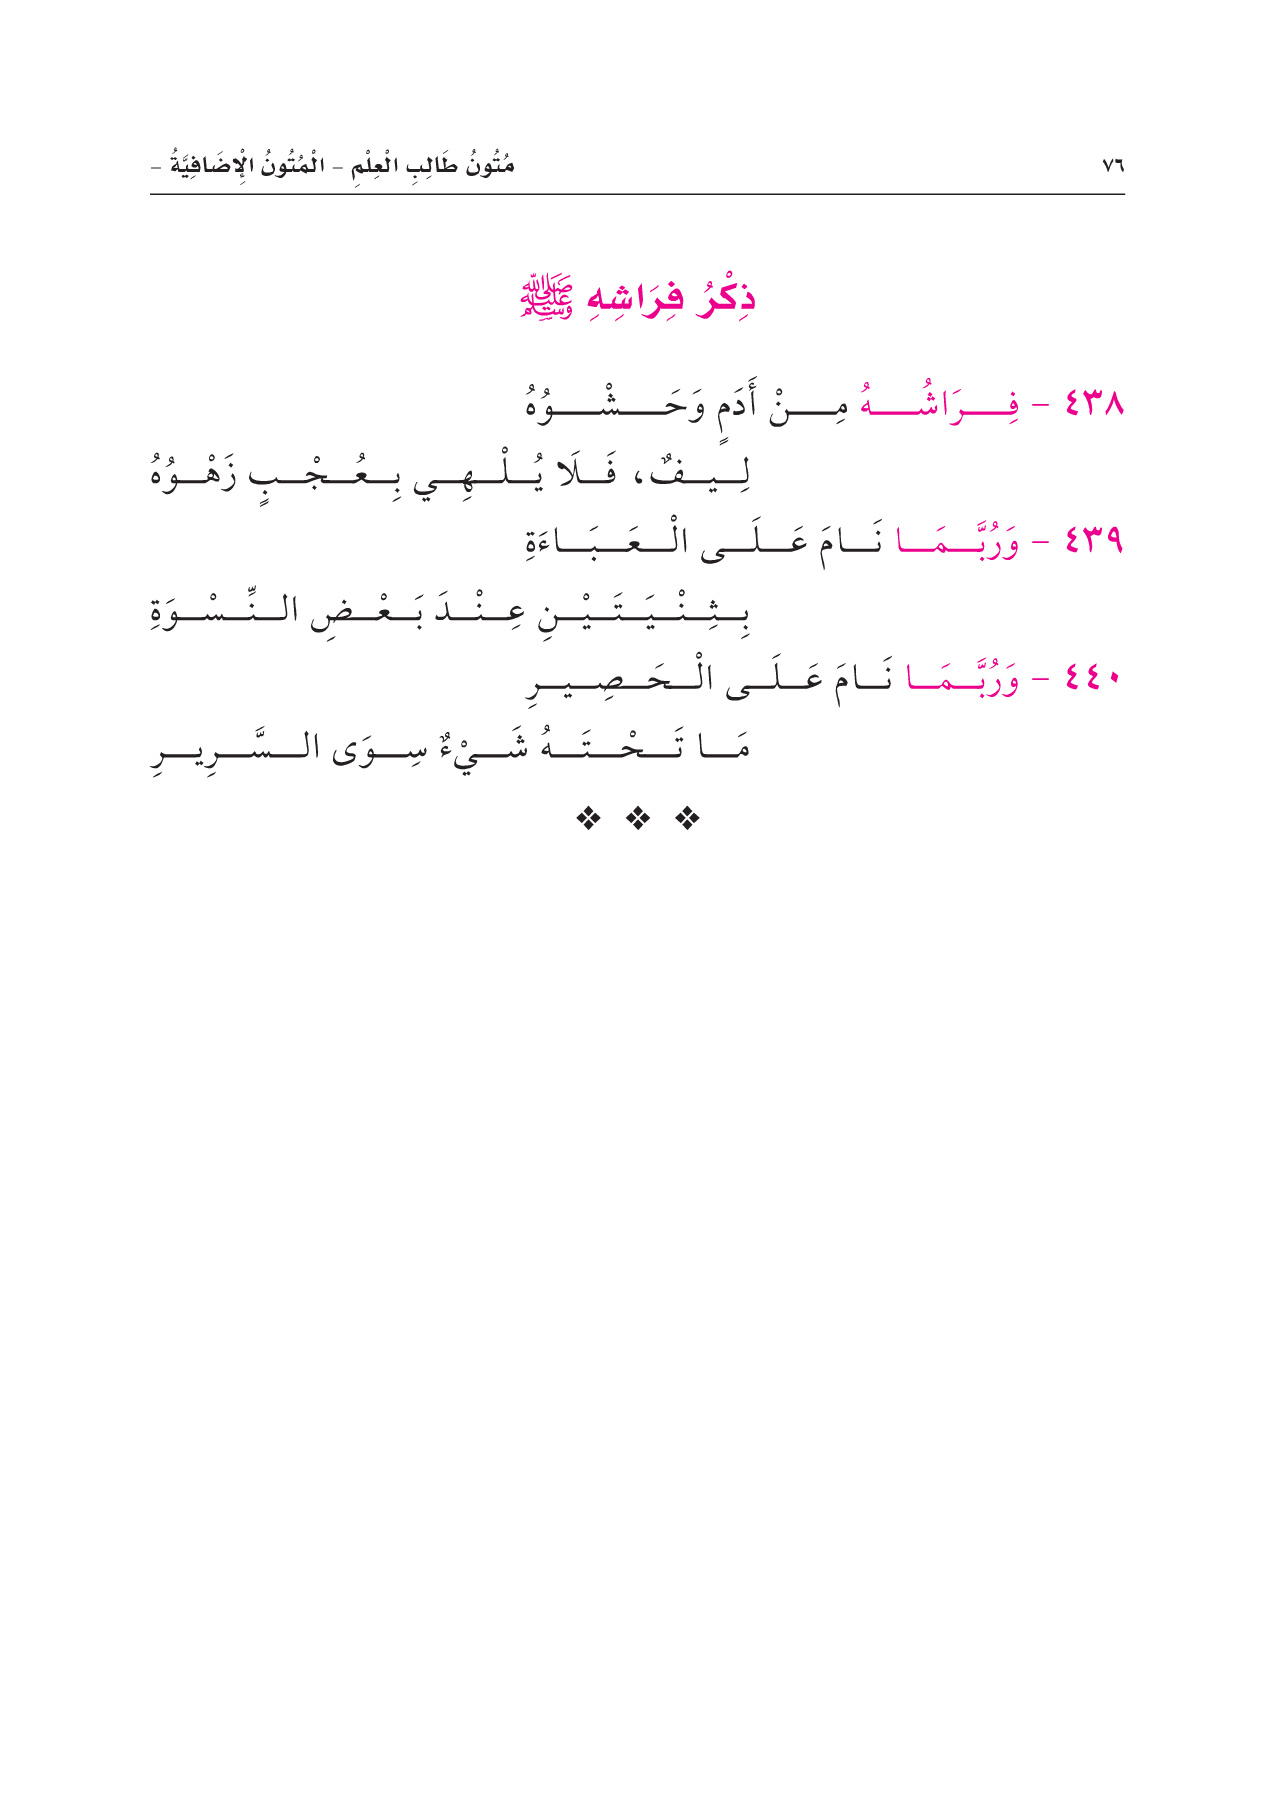 ٧٦ مُتُونُ طَالِبِ الْعِلْمِ - الْمُتُونُ الْإِضَافِيَّةُ -
ذِكْرُ فِرَاشِهِ ﷺ
٤٣٨ - فِرَاشُهُ مِنْ أَدَمٍ وَحَشْوُهُ
لِيفٌ، فَلَا يُلْهِي بِعُجْبٍ زَهْوُهُ
٤٣٩ - وَرُبَّمَا نَامَ عَلَى الْعَبَاءَةِ
بِثِنْيَتَيْنِ عِنْدَ بَعْضِ النِّسْوَةِ
٤٤٠ - وَرُبَّمَا نَامَ عَلَى الْحَصِيرِ
مَا تَحْتَهُ شَيْءٌ سِوَى السَّرِيرِ